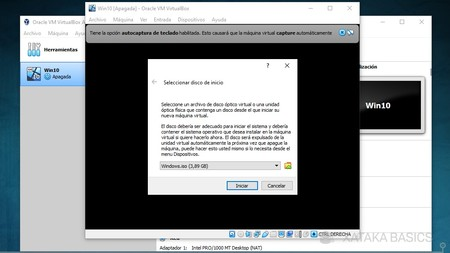 Win10 [Apagada] - Oracle VM VirtualBox
Archivo Máquina Ver Entrada Dispositivos Ayuda
Tiene la opción autocaptura de teclado habilitada. Esto causará que la máquina virtual capture automáticamente
Oracle VM VirtualBox
Archivo Máquina
Herramientas
Win10
Apagada
Seleccionar disco de inicio
Seleccione un archivo de disco óptico virtual o una unidad
óptica física que contenga un disco desde el que iniciar su
nueva máquina virtual.
El disco debería ser adecuado para iniciar el sistema y debería
contener el sistema operativo que desea instalar en la máquina
virtual si quiere hacerlo ahora. El disco será expulsado de la
unidad virtual automáticamente la próxima vez que apague la
máquina, puede hacer esto usted mismo si lo necesita desde el
menu Dispositivos.
Windows.iso (3,89 GB)
Iniciar
Cancelar
Win10
CTRL DERECHA
XATAKA BASICS
Adaptador 1: Intel PRO/1000 MT Desktop (NAT)